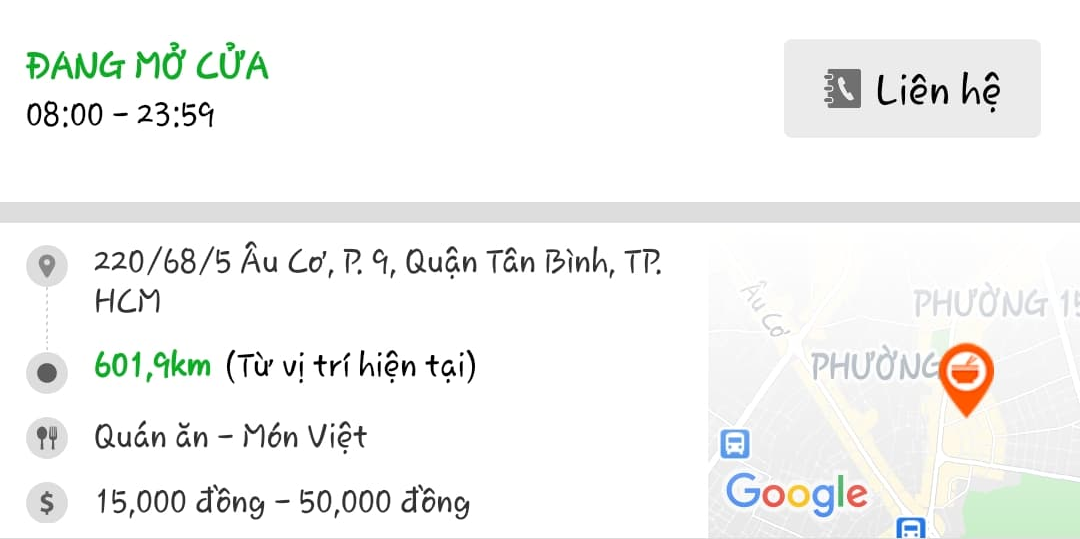 ĐANG MỞ CỬA
08:00 – 23:59
Liên hệ
220/68/5 Âu Cơ, P. 9, Quận Tân Bình, TP.
HCM
601,9km (Từ vị trí hiện tại)
Quán ăn – Món Việt
$ 15,000 đồng – 50,000 đồng
Âu Cơ
PHƯỜNG 15
PHƯỜNG
Google